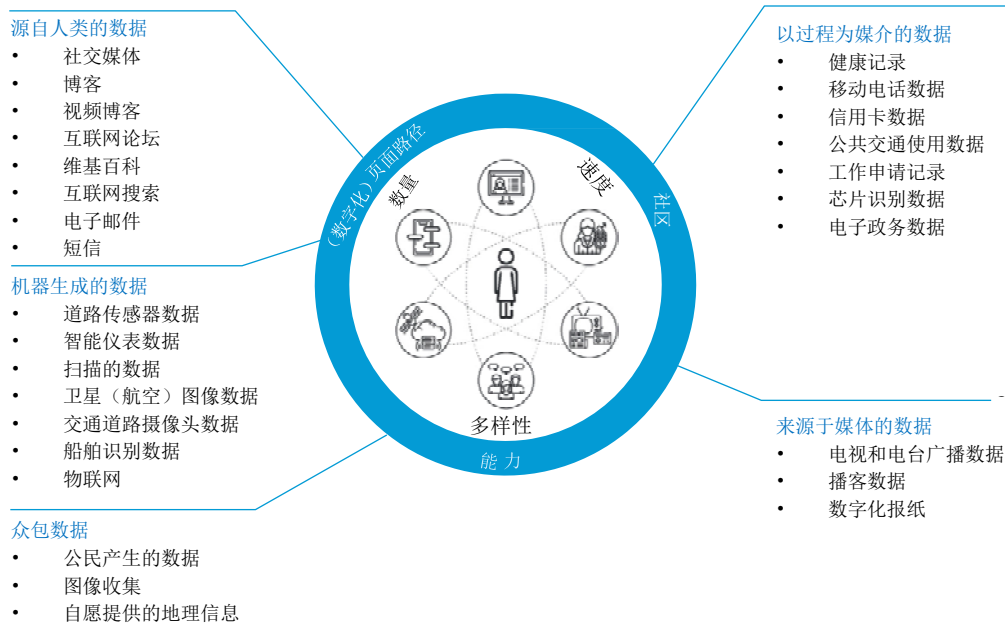 源自人类的数据
• 社交媒体
• 博客
• 视频博客
• 互联网论坛
• 维基百科
• 互联网搜索
• 电子邮件
• 短信
机器生成的数据
• 道路传感器数据
• 智能仪表数据
• 扫描的数据
• 卫星（航空）图像数据
• 交通道路摄像头数据
• 船舶识别数据
• 物联网
众包数据
• 公民产生的数据
• 图像收集
• 自愿提供的地理信息
（数字化）页面路径
数量
速度
社区
多样性
能力
以过程为媒介的数据
• 健康记录
• 移动电话数据
• 信用卡数据
• 公共交通使用数据
• 工作申请记录
• 芯片识别数据
• 电子政务数据
来源于媒体的数据
• 电视和电台广播数据
• 播客数据
• 数字化报纸